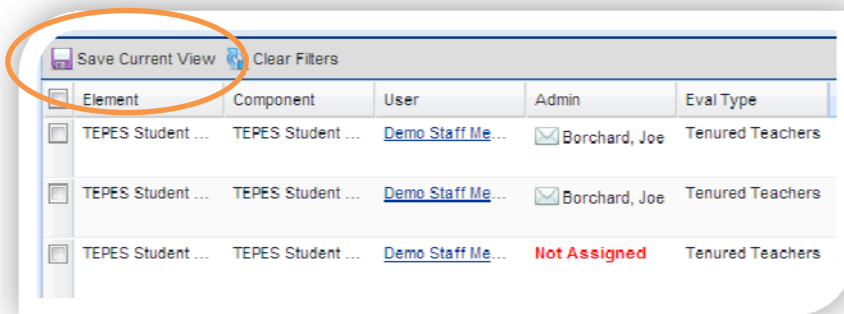 Save Current View Clear Filters
Element Component User Admin Eval Type
TEPES Student ... TEPES Student ... Demo Staff Me... Borchard, Joe Tenured Teachers
TEPES Student ... TEPES Student ... Demo Staff Me... Borchard, Joe Tenured Teachers
TEPES Student ... TEPES Student ... Demo Staff Me... Not Assigned Tenured Teachers